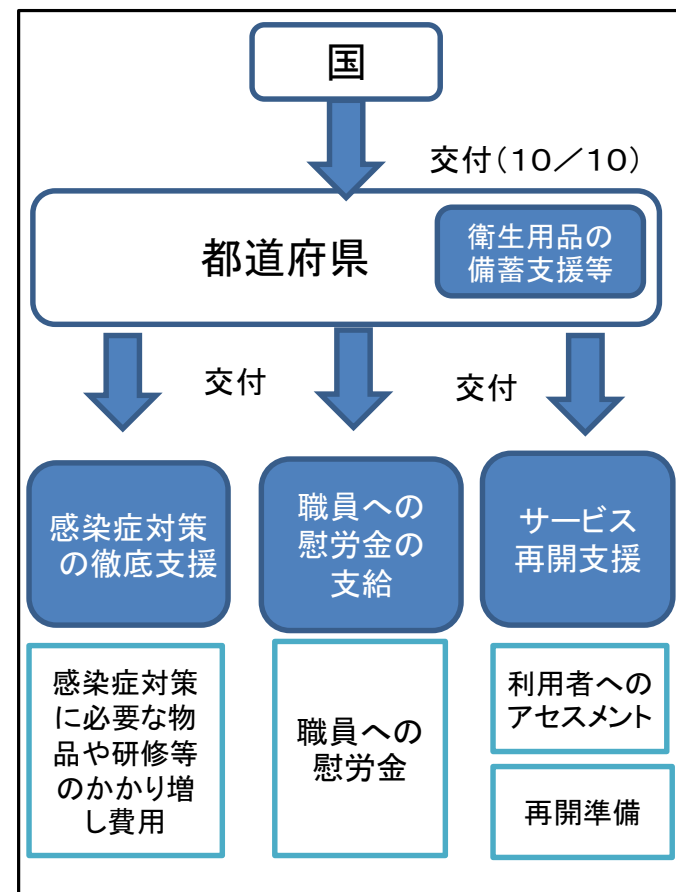 国
交付(10／10)
都道府県
衛生用品の
備蓄支援等
交付
交付
感染症対策
の徹底支援
職員への
慰労金の
支給
サービス
再開支援
感染症対策
に必要な物
品や研修等
のかかり増
し費用
職員への
慰労金
利用者への
アセスメント
再開準備